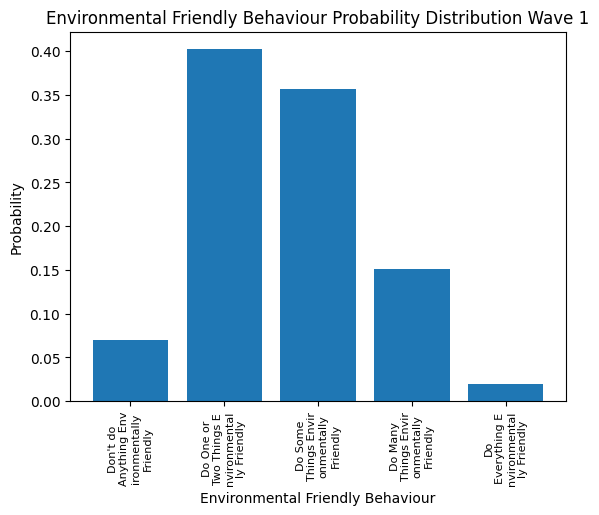 Environmental Friendly Behaviour Probability Distribution Wave 1
0.40
0.35
0.30
0.25
0.20
0.15
0.10
0.05
0.00
Probability
Don't do
Anything Env
ironmentally
Friendly
Do One or
Two Things E
nvironmental
ly Friendly
Do Some
Things Envir
onmentally
Friendly
Do Many
Things Envir
onmentally
Friendly
Do
Everything E
nvironmental
ly Friendly
Environmental Friendly Behaviour